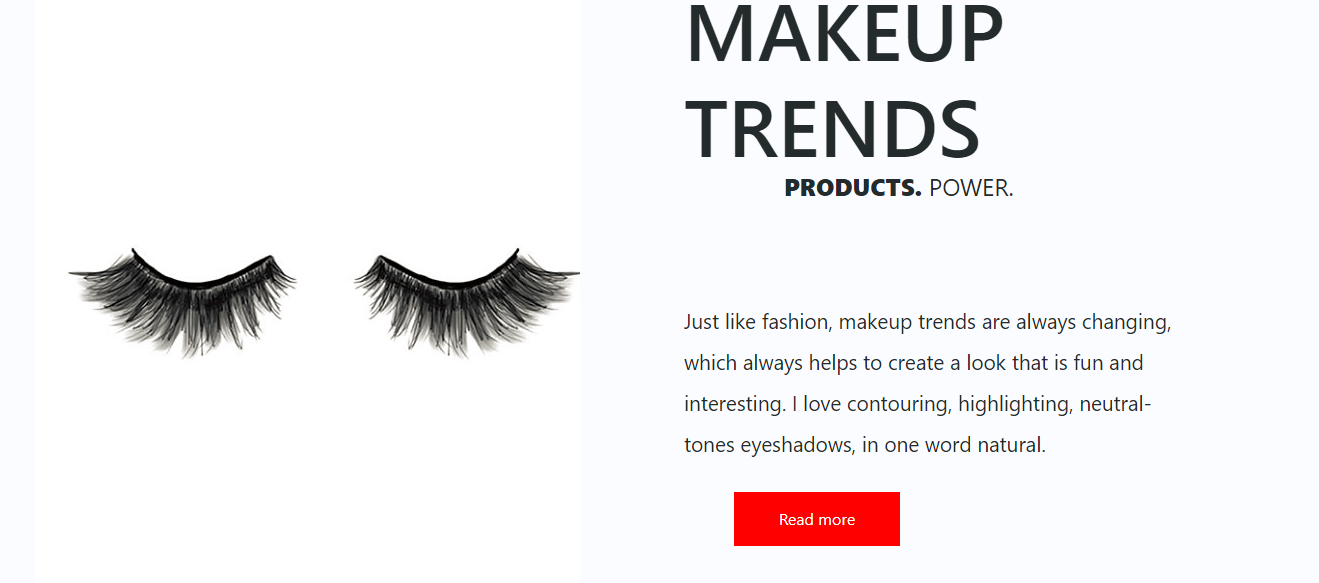 MAKEUP
TRENDS
PRODUCTS. POWER.
Just like fashion, makeup trends are always changing,
which always helps to create a look that is fun and
interesting. I love contouring, highlighting, neutral-
tones eyeshadows, in one word natural.
Read more